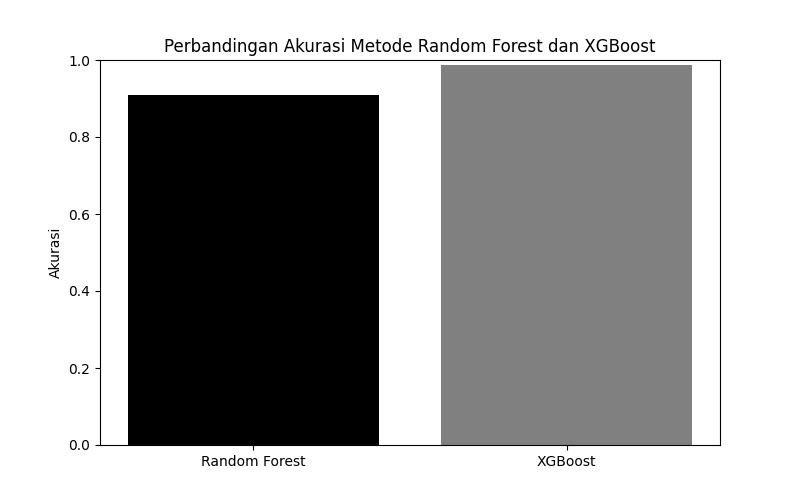 Perbandingan Akurasi Metode Random Forest dan XGBoost
1.0
0.8
0.6
0.4
0.2
0.0
Akurasi
Random Forest
XGBoost